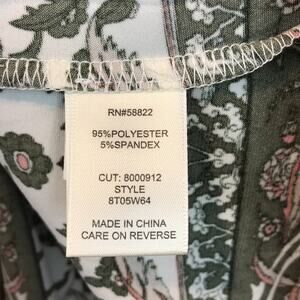 RN#58822
95%POLYESTER
5%SPANDEX
CUT: 8000912
STYLE
8T05W64
MADE IN CHINA
CARE ON REVERSE